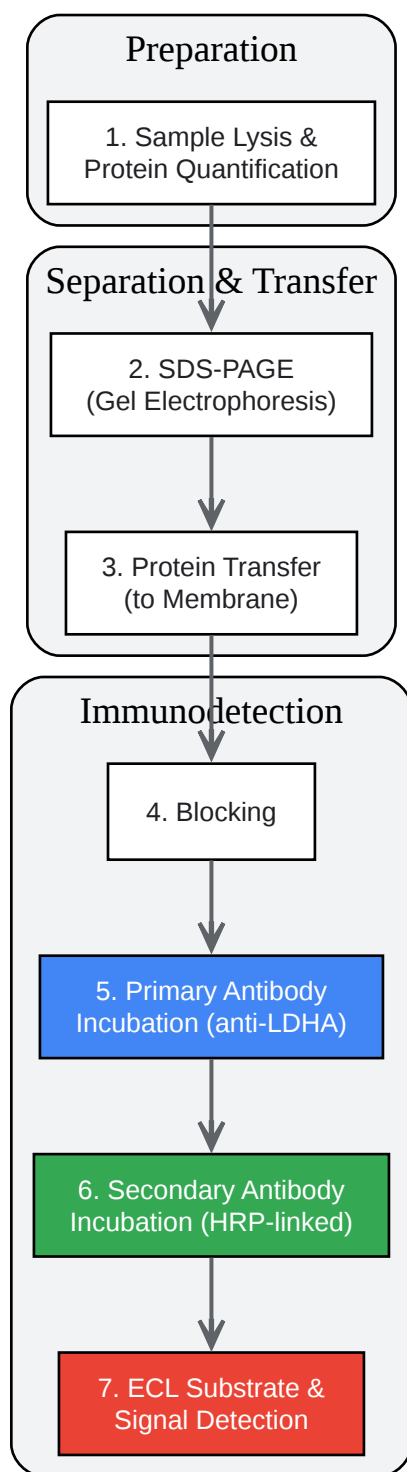 Preparation
1. Sample Lysis &
Protein Quantification
Separation & Transfer
2. SDS-PAGE
(Gel Electrophoresis)
3. Protein Transfer
(to Membrane)
Immunodetection
4. Blocking
5. Primary Antibody
Incubation (anti-LDHA)
6. Secondary Antibody
Incubation (HRP-linked)
7. ECL Substrate &
Signal Detection